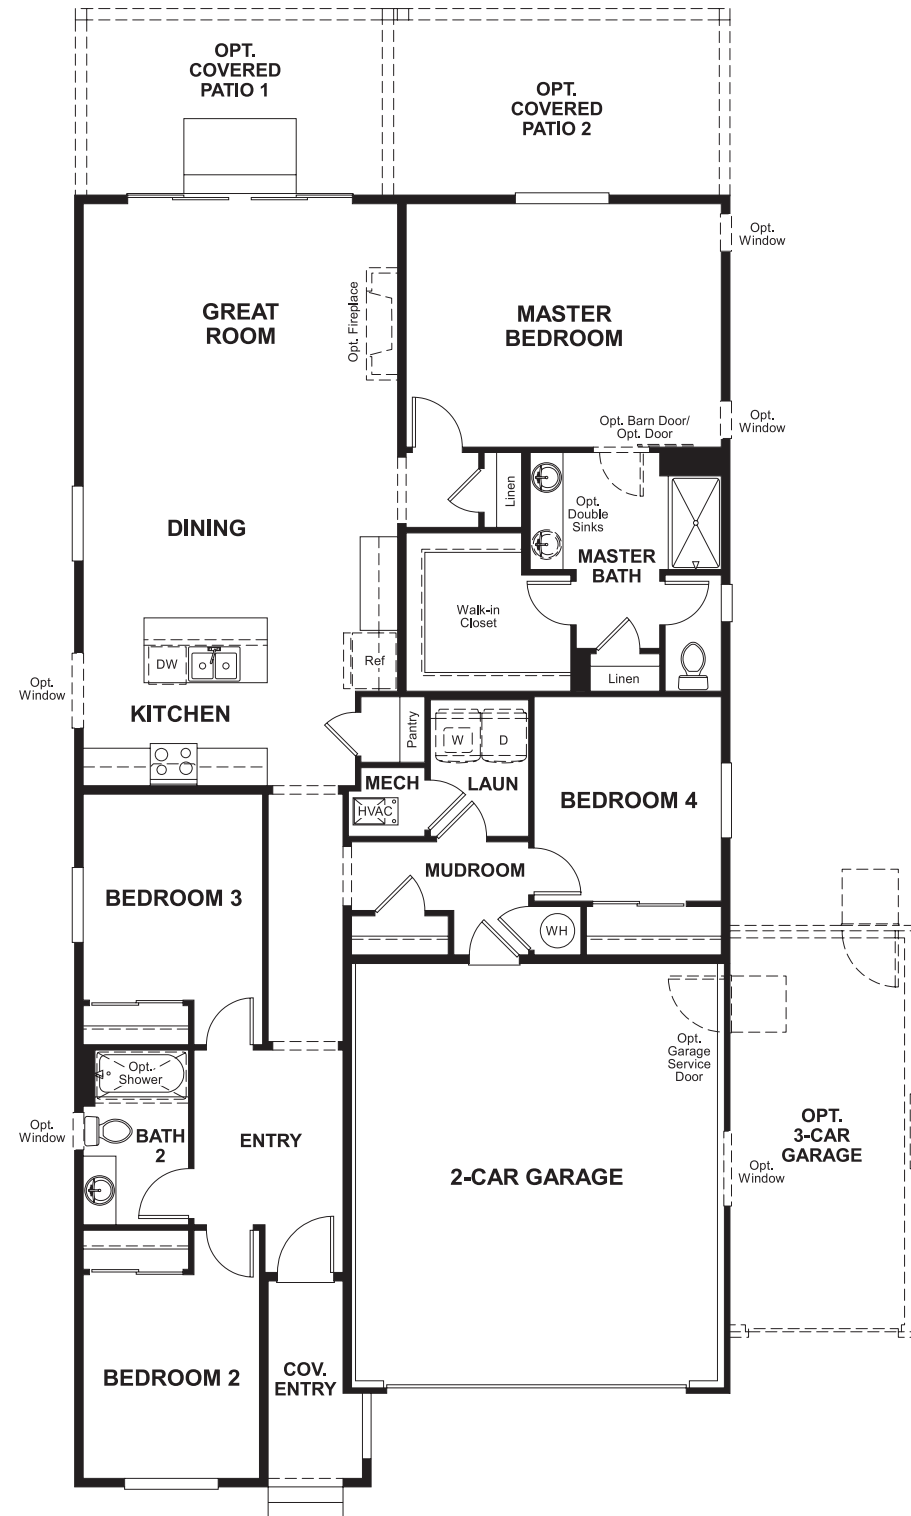 OPT.
COVERED
PATIO 1
OPT.
COVERED
PATIO 2
Opt.
Window
GREAT
ROOM
Opt. Fireplace
MASTER
BEDROOM
Opt. Barn Door/
Opt. Door
Opt.
Window
Linen
Opt.
Double
Sinks
DINING
MASTER
BATH
Walk-in
Closet
DW
Ref
Linen
Opt.
Window
KITCHEN
Pantry
W
D
MECH
LAUN
HVAC
BEDROOM 4
MUDROOM
BEDROOM 3
WH
Opt.
Garage
Service
Door
Opt.
Shower
Opt.
Window
BATH
2
ENTRY
2-CAR GARAGE
Opt.
Window
OPT.
3-CAR
GARAGE
BEDROOM 2
COV.
ENTRY